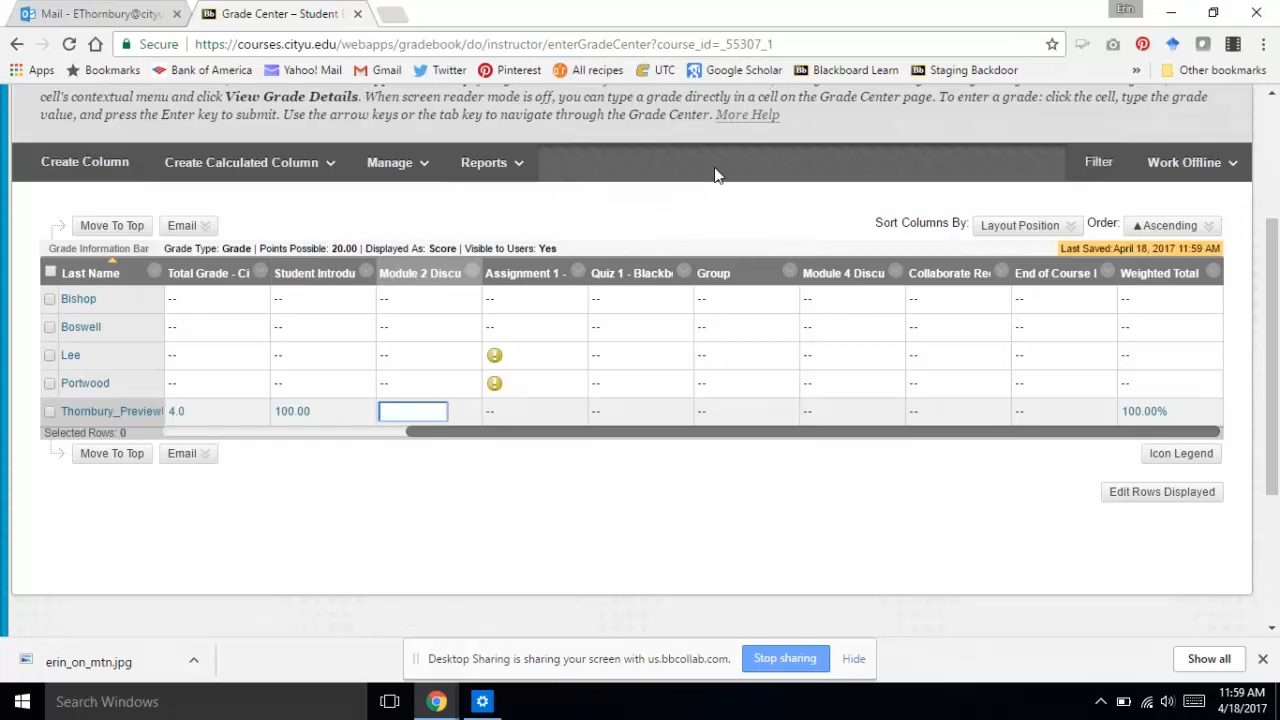 Mail - EThornbury@cityu
Grade Center – Student
Erin
Secure
https://courses.cityu.edu/webapps/gradebook/do/instructor/enterGradeCenter?course_id=_55307_1
Apps
Bookmarks
Bank of America
Yahoo! Mail
Gmail
Twitter
Pinterest
All recipes
UTC
Google Scholar
Blackboard Learn
Staging Backdoor
Other bookmarks
cell's contextual menu and click View Grade Details. When screen reader mode is off, you can type a grade directly in a cell on the Grade Center page. To enter a grade: click the cell, type the grade
value, and press the Enter key to submit. Use the arrow keys or the tab key to navigate through the Grade Center. More Help
Create Column
Create Calculated Column
Manage
Reports
Filter
Work Offline
Move To Top
Email
Sort Columns By:
Layout Position
Order:
▲Ascending
Grade Information Bar
Grade Type: Grade | Points Possible: 20.00 | Displayed As: Score | Visible to Users: Yes
Last Saved:April 18, 2017 11:59 AM
Last Name
Total Grade - Ci
Student Introdu
Module 2 Discu
Assignment 1 -
Quiz 1 - Blackb
Group
Module 4 Discu
Collaborate Re
End of Course
Weighted Total
Bishop -- -- -- -- -- -- -- -- -- --
Boswell -- -- -- -- -- -- -- -- -- --
Lee -- -- -- ! -- -- -- -- -- --
Portwood -- -- -- ! -- -- -- -- -- --
Thornbury_Preview 4.0 100.00 -- -- -- -- -- -- 100.00%
Selected Rows: 0
Move To Top
Email
Icon Legend
Edit Rows Displayed
erin_on_mtn.jpg
Desktop Sharing is sharing your screen with us.bbcollab.com.
Stop sharing
Hide
Show all
Search Windows
11:59 AM
4/18/2017